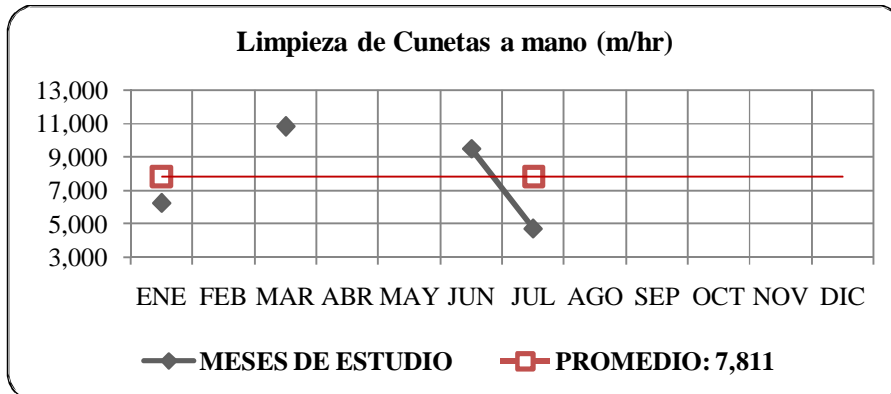 Limpieza de Cunetas a mano (m/hr)
13,000
11,000
9,000
7,000
5,000
3,000
ENE FEB MAR ABR MAY JUN JUL AGO SEP OCT NOV DIC
MESES DE ESTUDIO PROMEDIO: 7,811